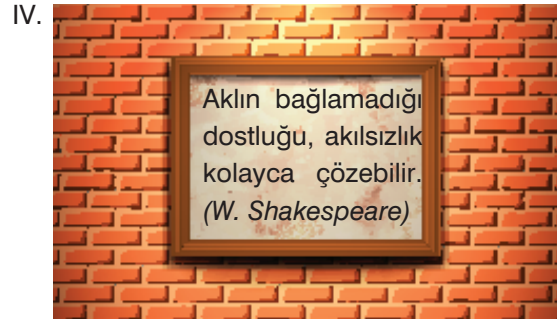 IV.
Aklın bağlamadığı
dostluğu, akılsızlık
kolayca çözebilir.
(W. Shakespeare)